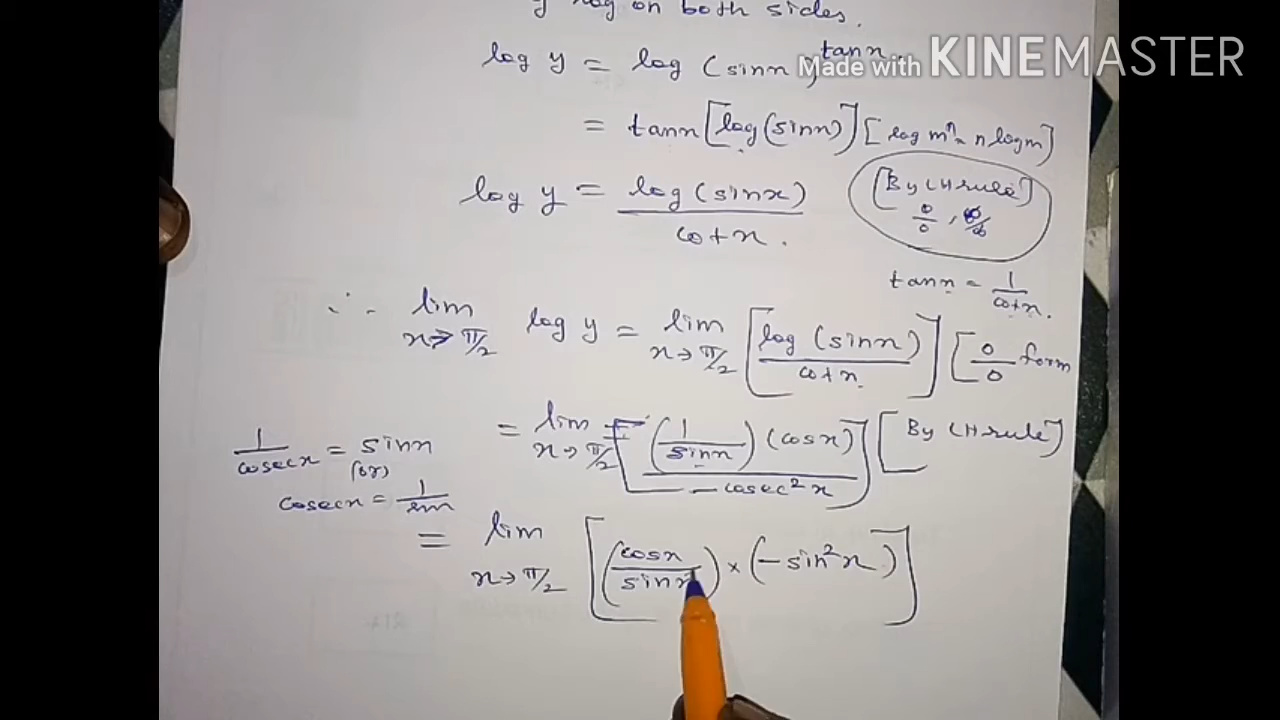 on both sides.
log y = log (sinx)^tanx
Made with KINEMASTER
= tanx [log(sinx)] [log m^n = n log m]
log y = log(sinx) / cotx. [By LH rule] 0/0, ∞/∞
tanx = 1/cotx.
∴ lim x→π/2 log y = lim x→π/2 [log (sinx) / cotx] [0/0 form
= lim x→π/2 [(1/sinx) (cosx) / -cosec²x] [By LH rule]
1/cosecx = sinx
(or)
cosecx = 1/sinx
= lim x→π/2 [(cosx/sinx) × (-sin²x)]